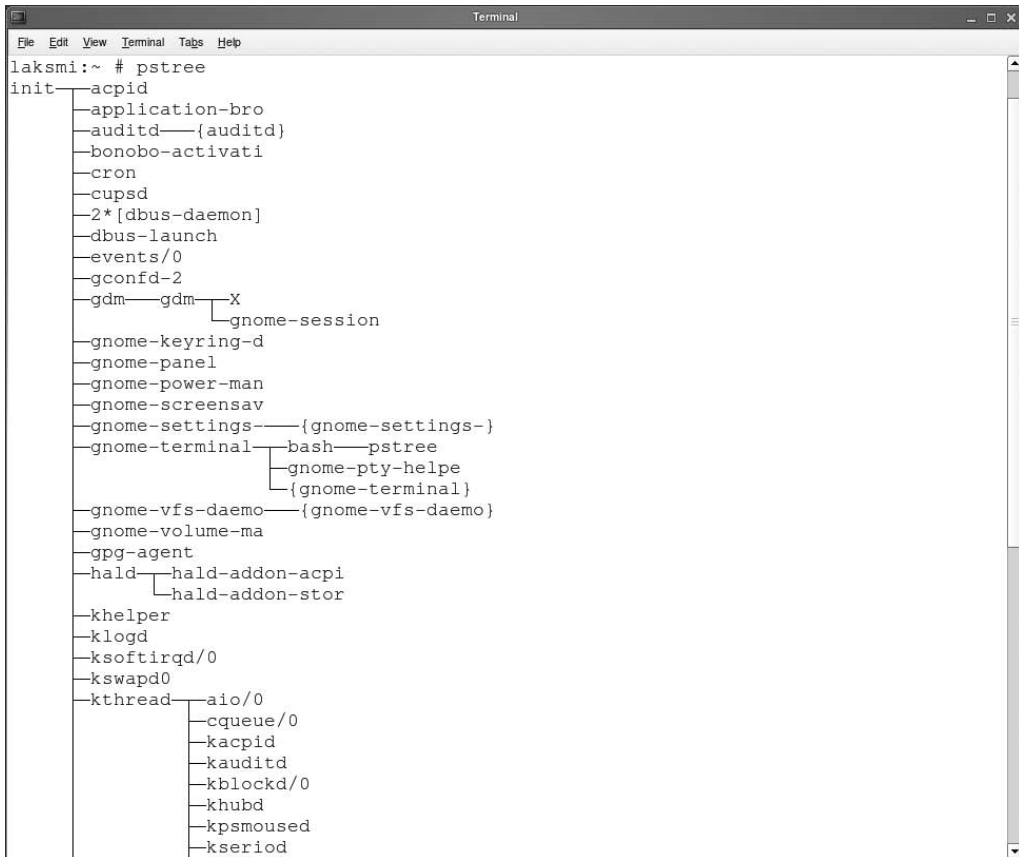 Terminal
File Edit View Terminal Tabs Help
laksmi:~ # pstree
init─┬─acpid
     ├─application-bro
     ├─auditd───{auditd}
     ├─bonobo-activati
     ├─cron
     ├─cupsd
     ├─2*[dbus-daemon]
     ├─dbus-launch
     ├─events/0
     ├─gconfd-2
     ├─gdm───gdm─┬─X
     │           └─gnome-session
     ├─gnome-keyring-d
     ├─gnome-panel
     ├─gnome-power-man
     ├─gnome-screensav
     ├─gnome-settings-───{gnome-settings-}
     ├─gnome-terminal─┬─bash───pstree
     │                ├─gnome-pty-helpe
     │                └─{gnome-terminal}
     ├─gnome-vfs-daemo───{gnome-vfs-daemo}
     ├─gnome-volume-ma
     ├─gpg-agent
     ├─hald─┬─hald-addon-acpi
     │      └─hald-addon-stor
     ├─khelper
     ├─klogd
     ├─ksoftirqd/0
     ├─kswapd0
     ├─kthread─┬─aio/0
     │         ├─cqueue/0
     │         ├─kacpid
     │         ├─kauditd
     │         ├─kblockd/0
     │         ├─khubd
     │         ├─kpsmoused
     │         ├─kseriod